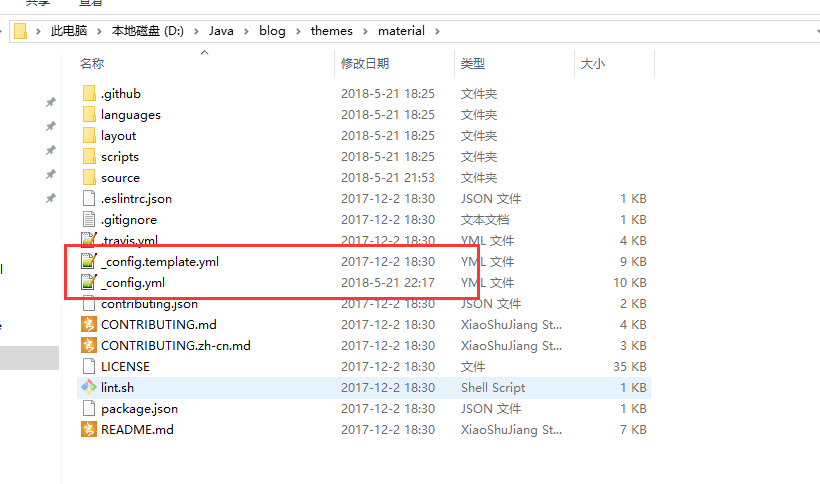 共享 查看
此电脑 本地磁盘 (D:) Java blog themes material
名称 修改日期 类型 大小
.github 2018-5-21 18:25 文件夹
languages 2018-5-21 18:25 文件夹
layout 2018-5-21 18:25 文件夹
scripts 2018-5-21 18:25 文件夹
source 2018-5-21 21:53 文件夹
.eslintrc.json 2017-12-2 18:30 JSON 文件 1 KB
.gitignore 2017-12-2 18:30 文本文档 1 KB
.travis.yml 2017-12-2 18:30 YML 文件 4 KB
_config.template.yml 2017-12-2 18:30 YML 文件 9 KB
_config.yml 2018-5-21 22:17 YML 文件 10 KB
contributing.json 2017-12-2 18:30 JSON 文件 2 KB
CONTRIBUTING.md 2017-12-2 18:30 XiaoShuJiang St... 4 KB
CONTRIBUTING.zh-cn.md 2017-12-2 18:30 XiaoShuJiang St... 3 KB
LICENSE 2017-12-2 18:30 文件 35 KB
lint.sh 2017-12-2 18:30 Shell Script 1 KB
package.json 2017-12-2 18:30 JSON 文件 1 KB
README.md 2017-12-2 18:30 XiaoShuJiang St... 7 KB